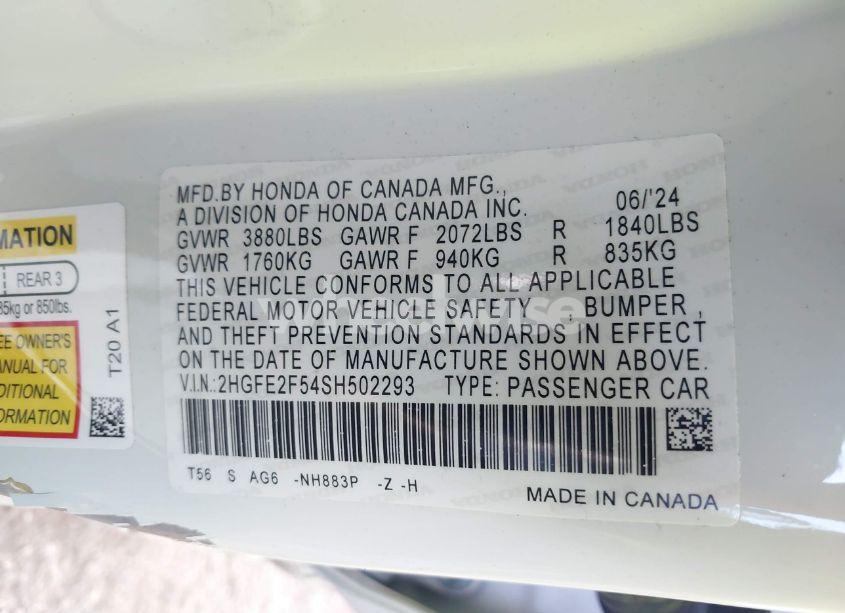 MFD.BY HONDA OF CANADA MFG., 06/'24
A DIVISION OF HONDA CANADA INC.
GVWR 3880LBS GAWR F 2072LBS R 1840LBS
GVWR 1760KG GAWR F 940KG R 835KG
THIS VEHICLE CONFORMS TO ALL APPLICABLE
FEDERAL MOTOR VEHICLE SAFETY , BUMPER ,
AND THEFT PREVENTION STANDARDS IN EFFECT
ON THE DATE OF MANUFACTURE SHOWN ABOVE.
V.I.N.:2HGFE2F54SH502293 TYPE: PASSENGER CAR
T56 S AG6 -NH883P -Z -H
MADE IN CANADA
MATION
REAR 3
85kg or 850lbs.
EE OWNER'S
ANUAL FOR
DITIONAL
FORMATION
T20 A1